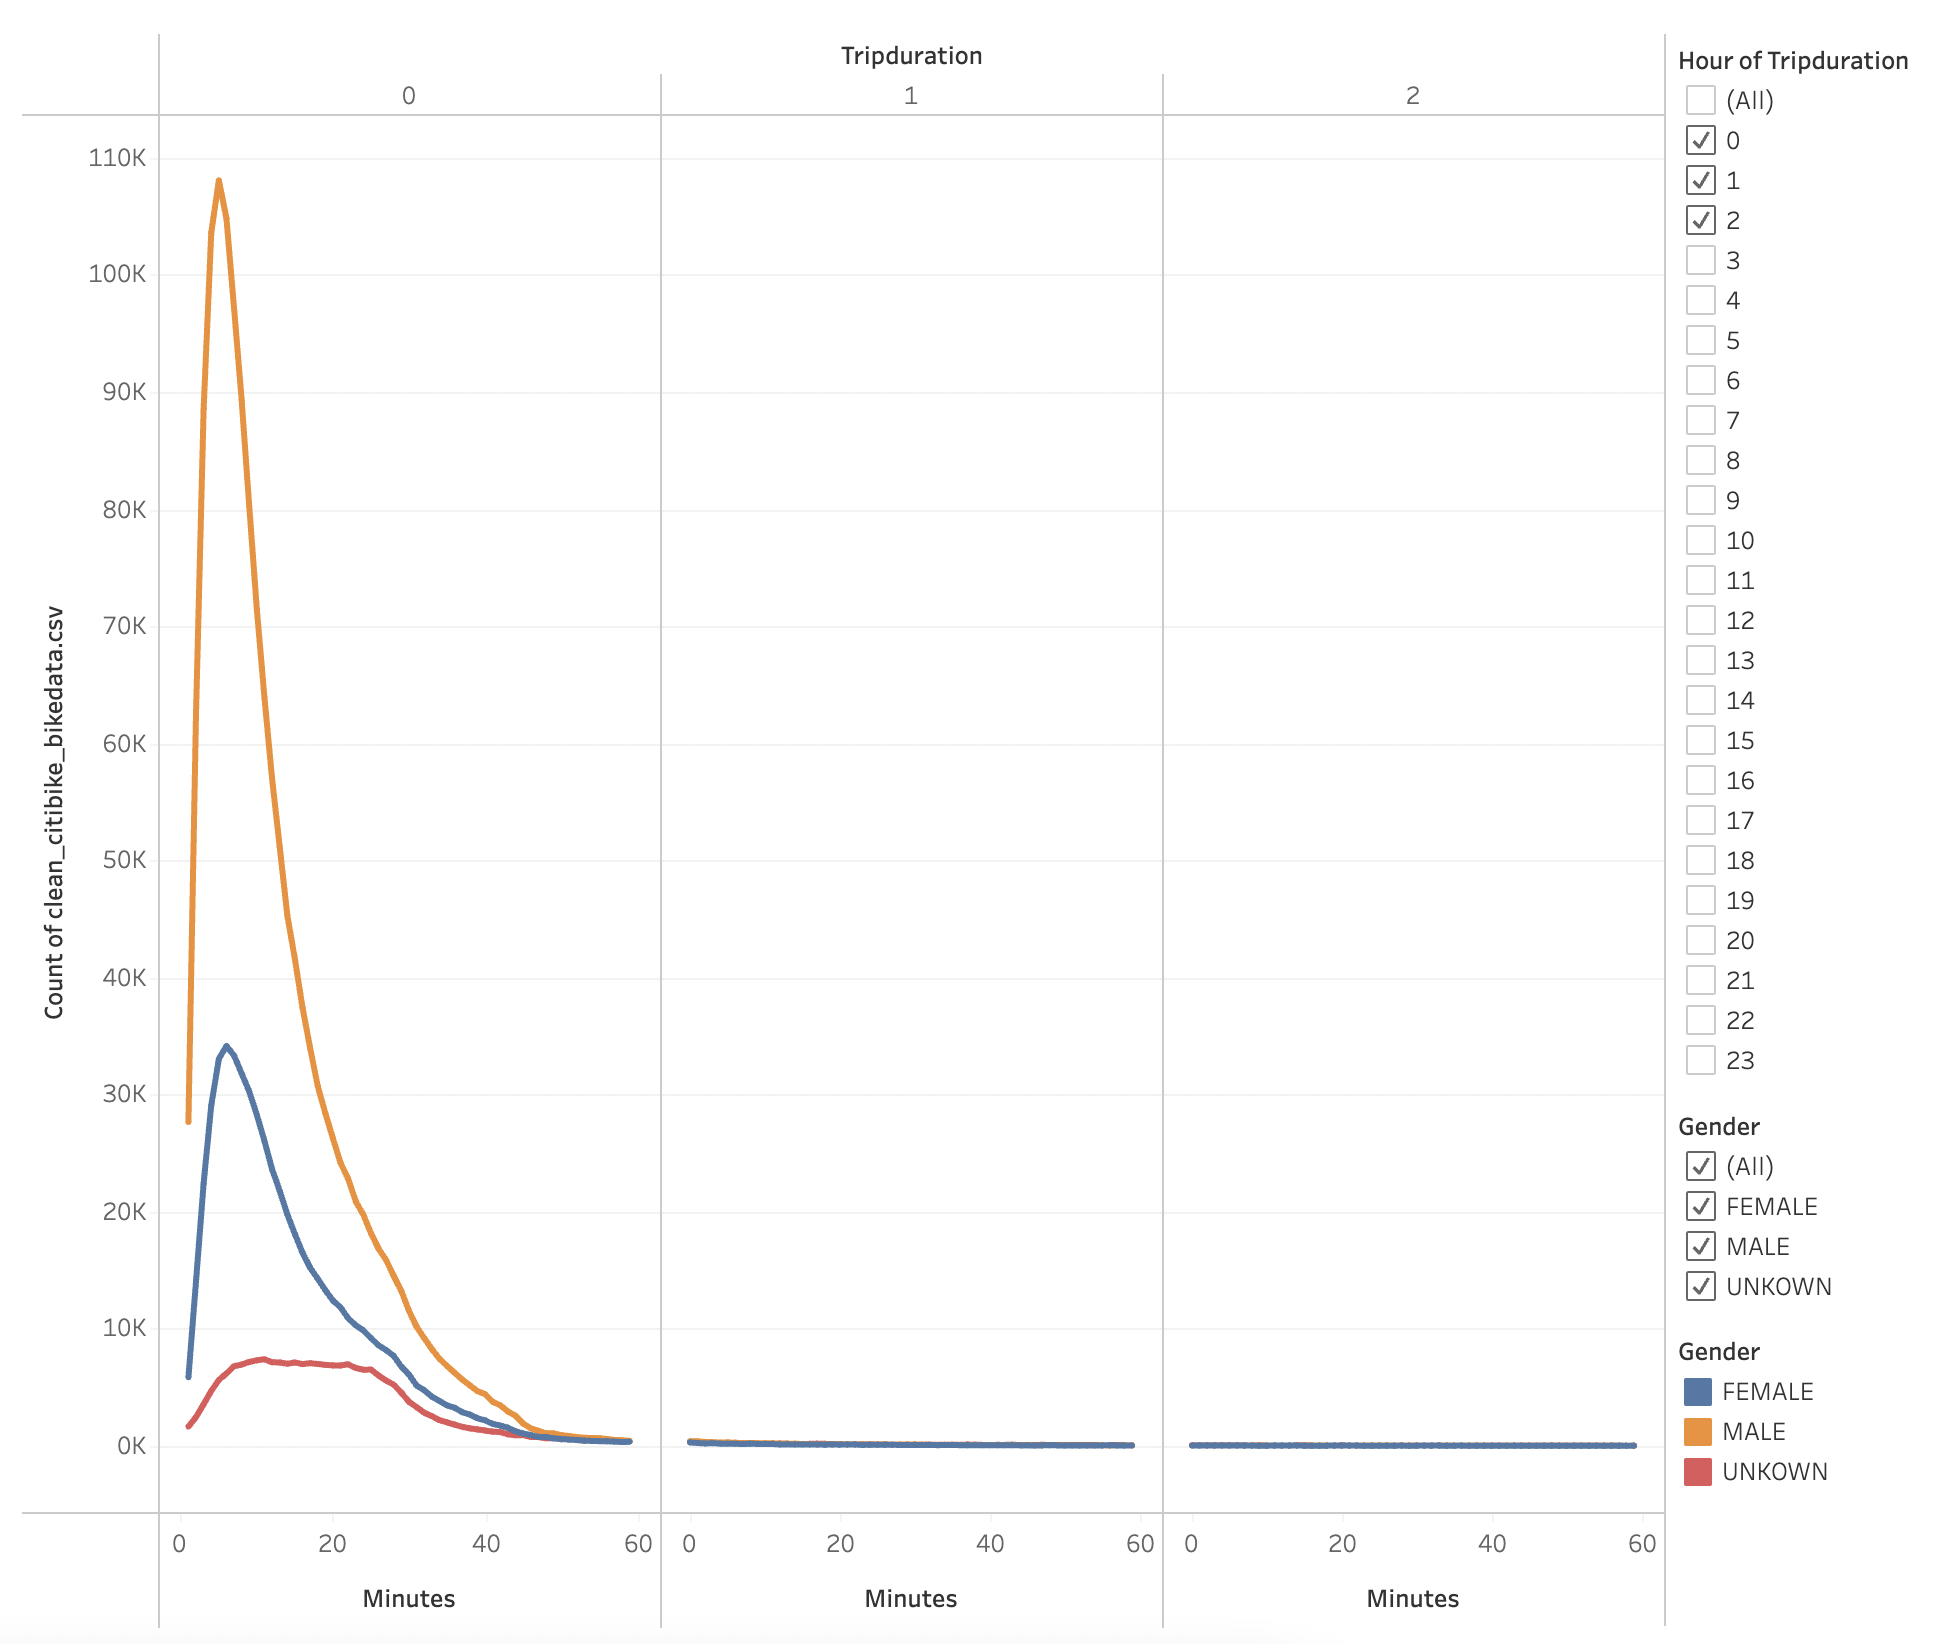 Tripduration
0 1 2
110K
100K
90K
80K
70K
60K
50K
40K
30K
20K
10K
0K
Count of clean_citibike_bikedata.csv
0 20 40 60 0 20 40 60 0 20 40 60
Minutes Minutes Minutes
Hour of Tripduration
(All)
0
1
2
3
4
5
6
7
8
9
10
11
12
13
14
15
16
17
18
19
20
21
22
23
Gender
(All)
FEMALE
MALE
UNKOWN
Gender
FEMALE
MALE
UNKOWN